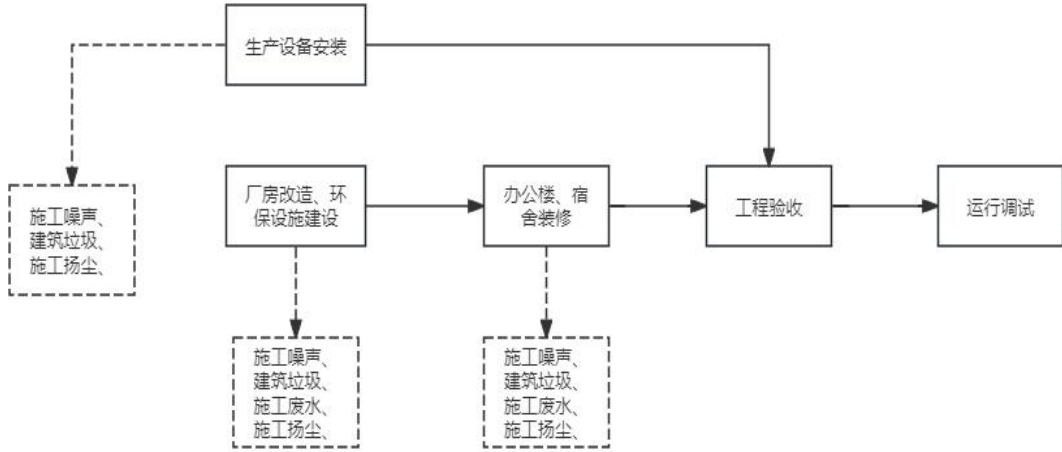 生产设备安装
厂房改造、环
保设施建设
办公楼、宿
舍装修
工程验收
运行调试
施工噪声、
建筑垃圾、
施工扬尘、
施工噪声、
建筑垃圾、
施工废水、
施工扬尘、
施工噪声、
建筑垃圾、
施工废水、
施工扬尘、